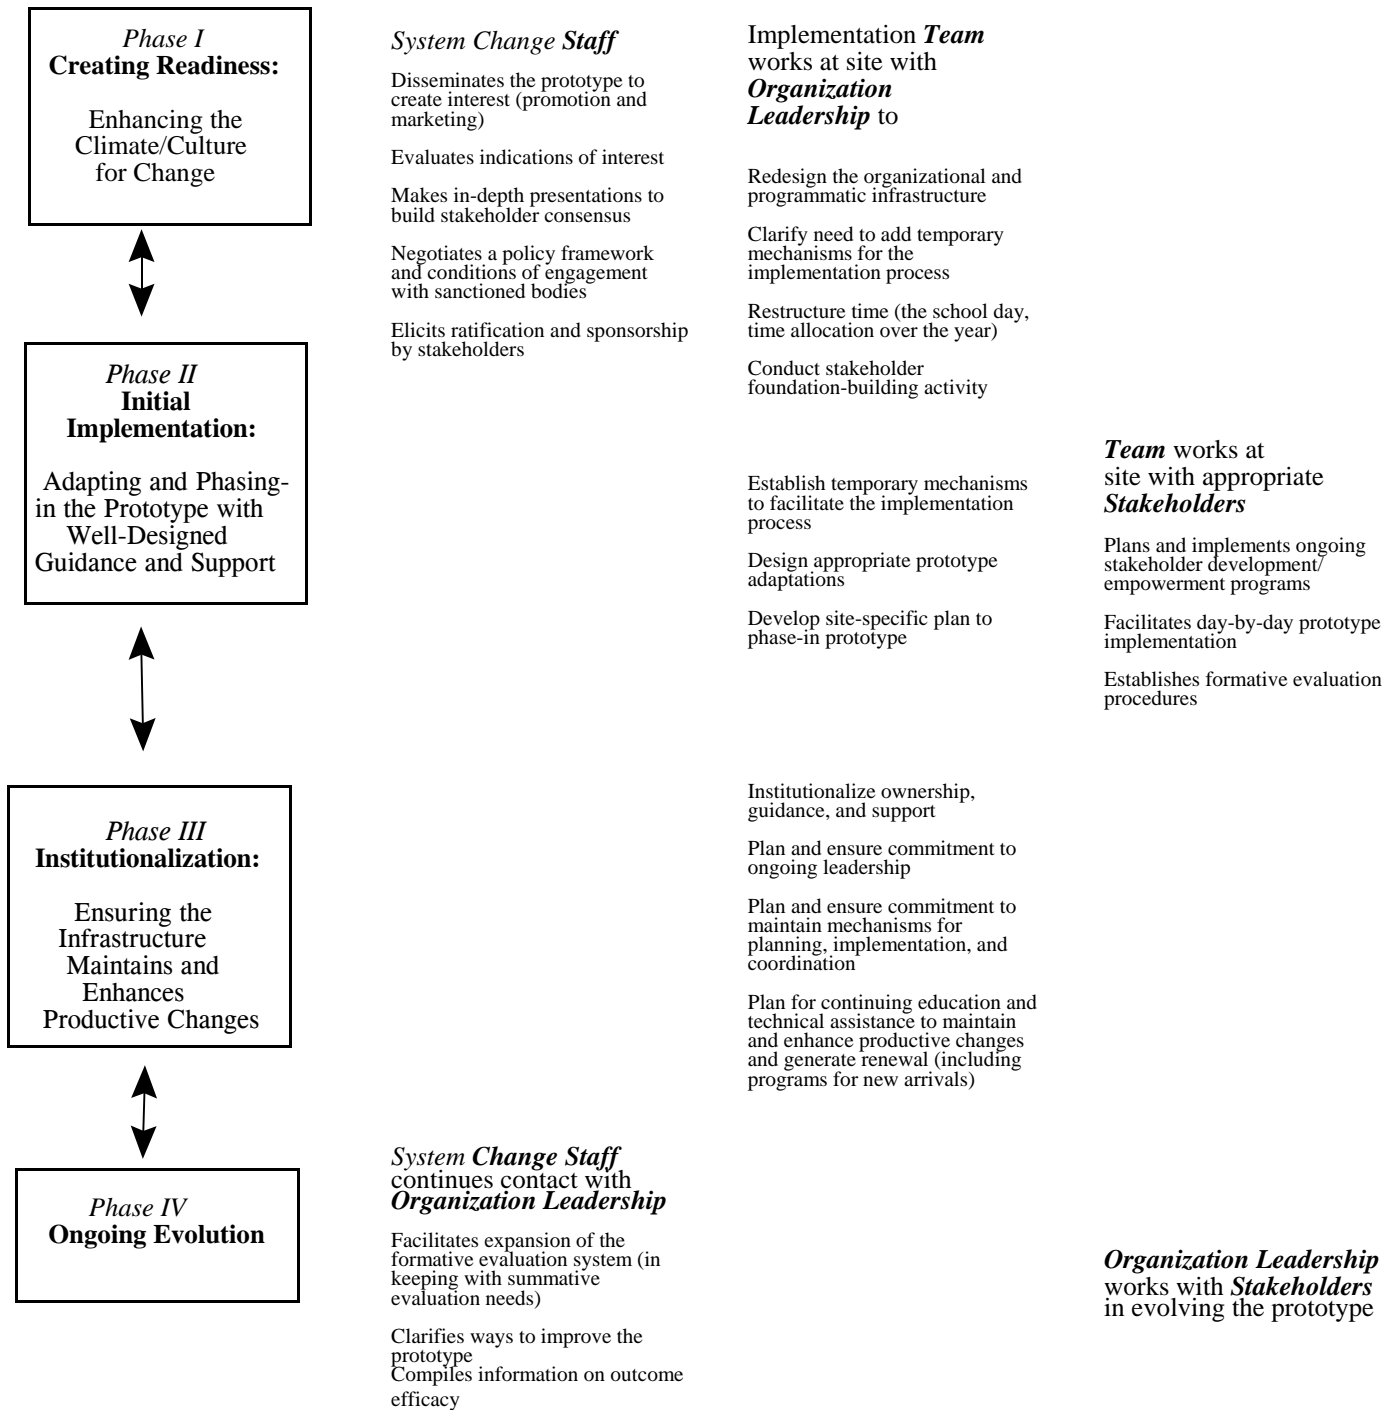 Phase I
Creating Readiness:
Enhancing the
Climate/Culture
for Change
System Change Staff
Disseminates the prototype to
create interest (promotion and
marketing)
Evaluates indications of interest
Makes in-depth presentations to
build stakeholder consensus
Negotiates a policy framework
and conditions of engagement
with sanctioned bodies
Elicits ratification and sponsorship
by stakeholders
Implementation Team
works at site with
Organization
Leadership to
Redesign the organizational and
programmatic infrastructure
Clarify need to add temporary
mechanisms for the
implementation process
Restructure time (the school day,
time allocation over the year)
Conduct stakeholder
foundation-building activity
Phase II
Initial
Implementation:
Adapting and Phasing-
in the Prototype with
Well-Designed
Guidance and Support
Establish temporary mechanisms
to facilitate the implementation
process
Design appropriate prototype
adaptations
Develop site-specific plan to
phase-in prototype
Team works at
site with appropriate
Stakeholders
Plans and implements ongoing
stakeholder development/
empowerment programs
Facilitates day-by-day prototype
implementation
Establishes formative evaluation
procedures
Phase III
Institutionalization:
Ensuring the
Infrastructure
Maintains and
Enhances
Productive Changes
Institutionalize ownership,
guidance, and support
Plan and ensure commitment to
ongoing leadership
Plan and ensure commitment to
maintain mechanisms for
planning, implementation, and
coordination
Plan for continuing education and
technical assistance to maintain
and enhance productive changes
and generate renewal (including
programs for new arrivals)
Phase IV
Ongoing Evolution
System Change Staff
continues contact with
Organization Leadership
Facilitates expansion of the
formative evaluation system (in
keeping with summative
evaluation needs)
Clarifies ways to improve the
prototype
Compiles information on outcome
efficacy
Organization Leadership
works with Stakeholders
in evolving the prototype